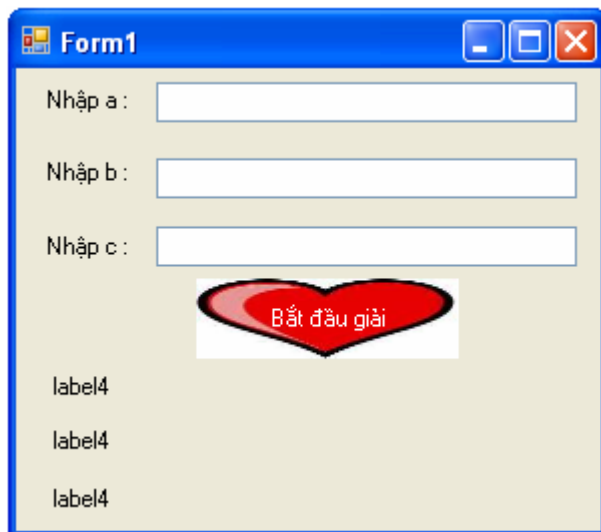 Form1
Nhập a :
Nhập b :
Nhập c :
Bắt đầu giải
label4
label4
label4